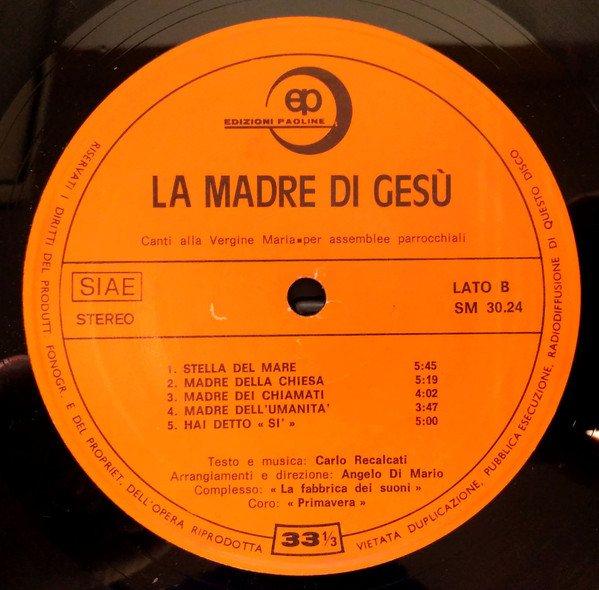 ep
EDIZIONI PAOLINE
LA MADRE DI GESÙ
Canti alla Vergine Maria▪per assemblee parrocchiali
SIAE
STEREO
LATO B
SM 30.24
1. STELLA DEL MARE 5:45
2. MADRE DELLA CHIESA 5:19
3. MADRE DEI CHIAMATI 4:02
4. MADRE DELL'UMANITA' 3:47
5. HAI DETTO « SI' » 5:00
Testo e musica: Carlo Recalcati
Arrangiamenti e direzione: Angelo Di Mario
Complesso: « La fabbrica dei suoni »
Coro: « Primavera »
33 1/3
RISERVATI I DIRITTI DEL PRODUTT. FONOGR. E DEL PROPRIET. DELL'OPERA RIPRODOTTA
VIETATA DUPLICAZIONE, PUBBLICA ESECUZIONE, RADIODIFFUSIONE DI QUESTO DISCO